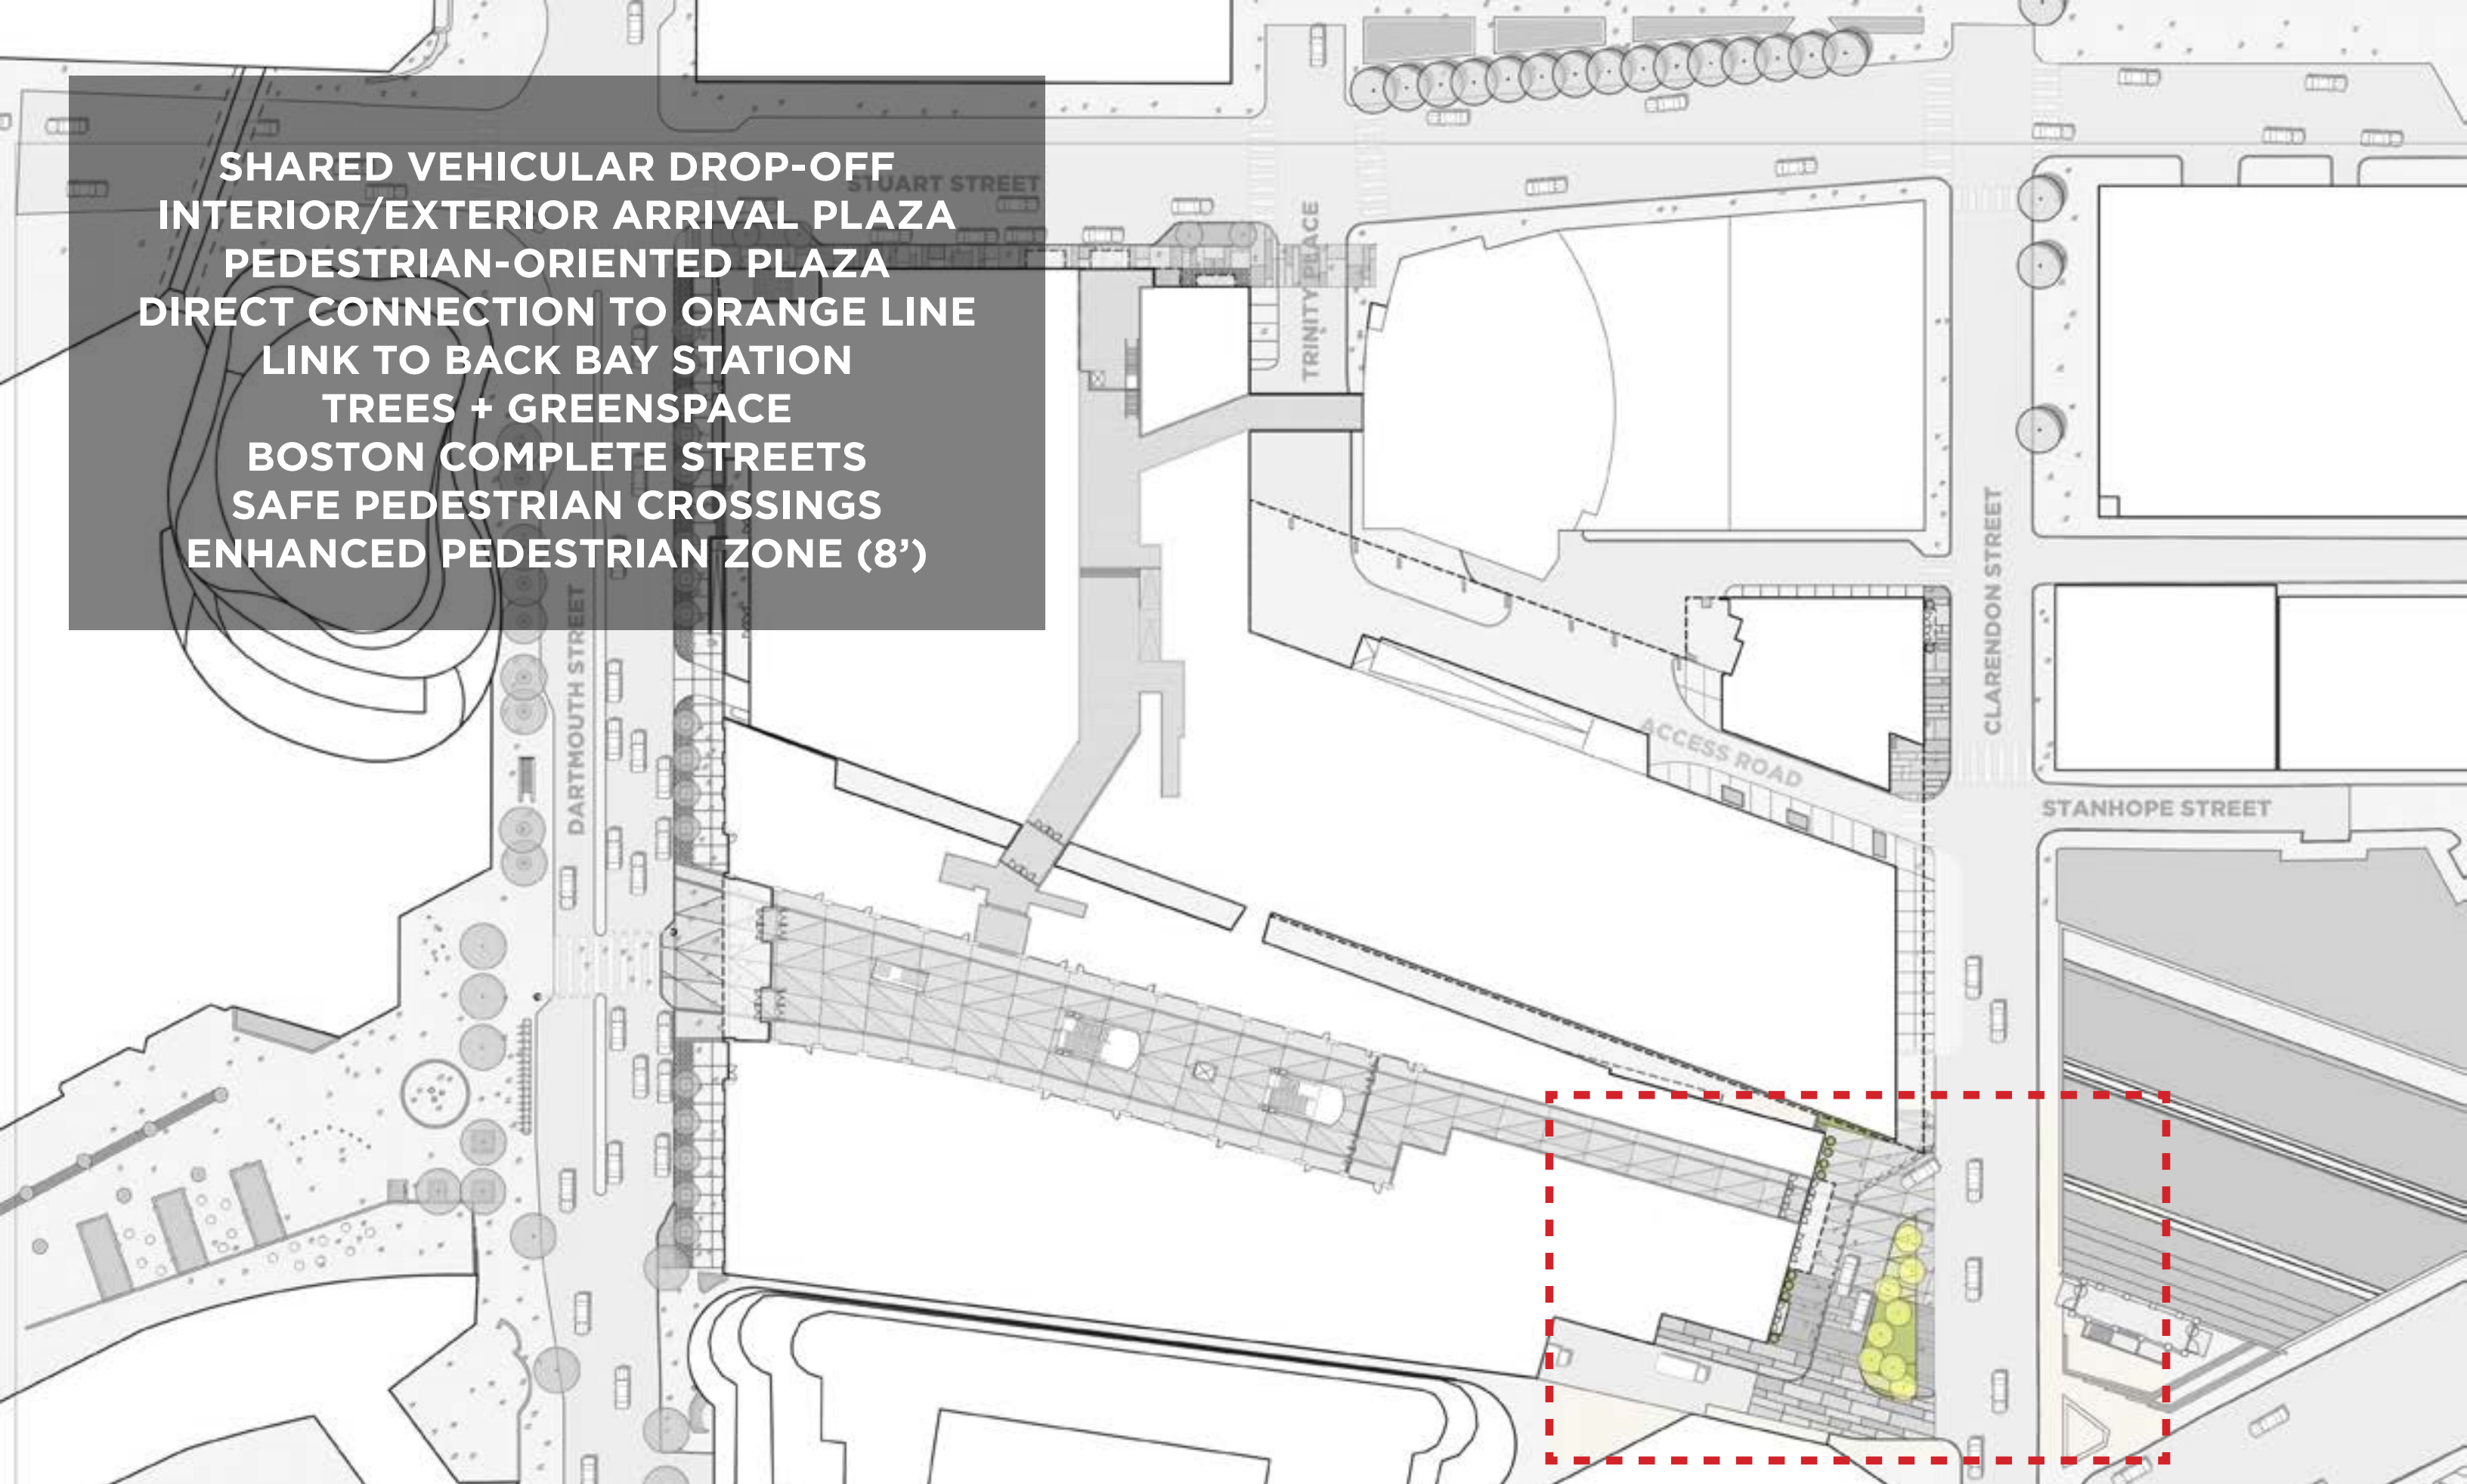 SHARED VEHICULAR DROP-OFF
INTERIOR/EXTERIOR ARRIVAL PLAZA
PEDESTRIAN-ORIENTED PLAZA
DIRECT CONNECTION TO ORANGE LINE
LINK TO BACK BAY STATION
TREES + GREENSPACE
BOSTON COMPLETE STREETS
SAFE PEDESTRIAN CROSSINGS
ENHANCED PEDESTRIAN ZONE (8’)
STUART STREET
TRINITY PLACE
DARTMOUTH STREET
CLARENDON STREET
ACCESS ROAD
STANHOPE STREET